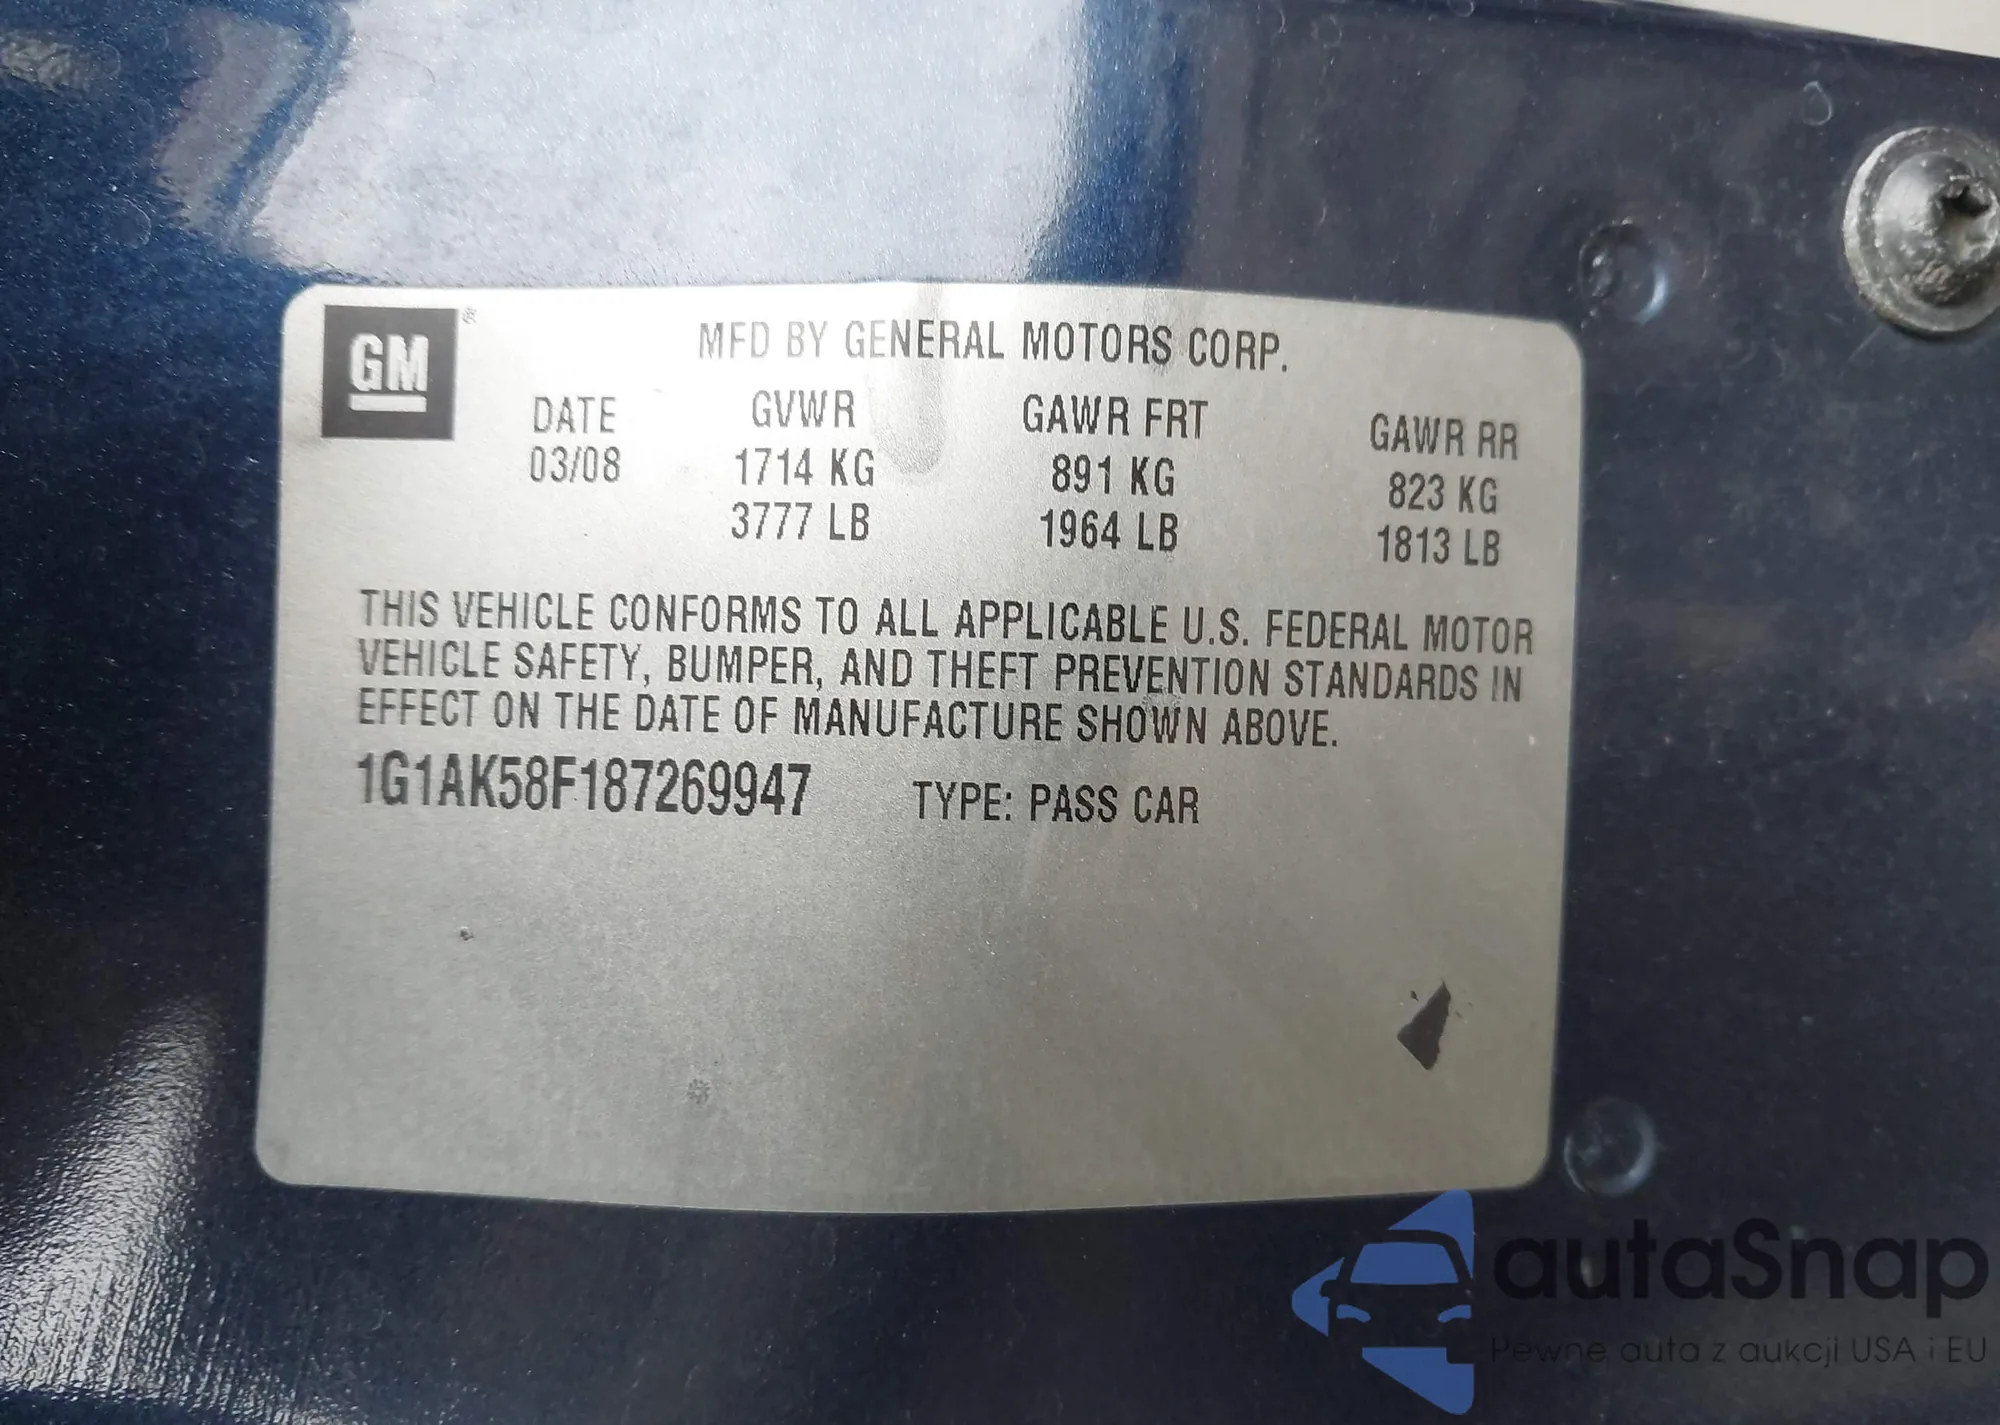 GM®
MFD BY GENERAL MOTORS CORP.
DATE GVWR GAWR FRT GAWR RR
03/08 1714 KG 891 KG 823 KG
3777 LB 1964 LB 1813 LB
THIS VEHICLE CONFORMS TO ALL APPLICABLE U.S. FEDERAL MOTOR
VEHICLE SAFETY, BUMPER, AND THEFT PREVENTION STANDARDS IN
EFFECT ON THE DATE OF MANUFACTURE SHOWN ABOVE.
1G1AK58F187269947 TYPE: PASS CAR
autaSnap
Pewne auta z aukcji USA i EU